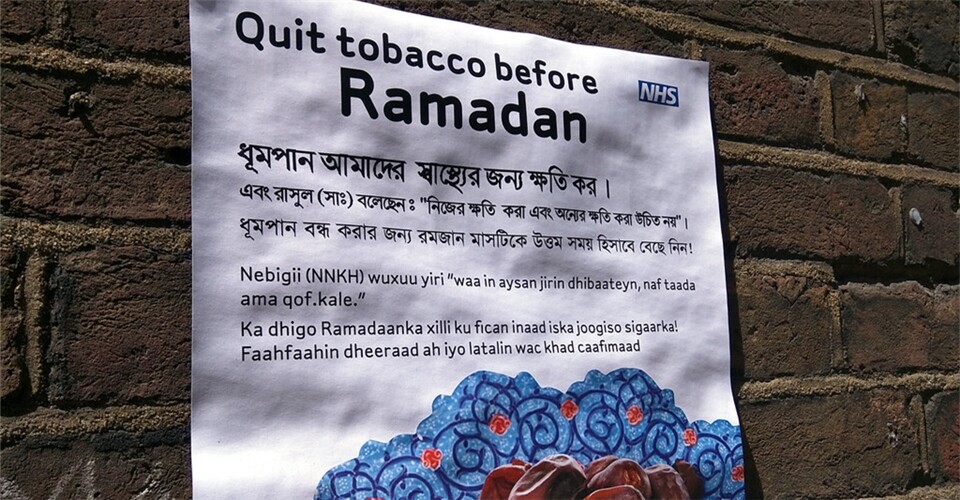 Quit tobacco before
Ramadan
NHS
ধূমপান আমাদের স্বাস্থ্যের জন্য ক্ষতি কর।
এবং রাসুল (সাঃ) বলেছেন: "নিজের ক্ষতি করা এবং অন্যের ক্ষতি করা উচিত নয়"।
ধূমপান বন্ধ করার জন্য রমজান মাসটিকে উত্তম সময় হিসাবে বেছে নিন!
Nebigii (NNKH) wuxuu yiri "waa in aysan jirin dhibaateyn, naf taada
ama qof.kale."
Ka dhigo Ramadaanka xilli ku fican inaad iska joogiso sigaarka!
Faahfaahin dheeraad ah iyo latalin wac khad caafimaad